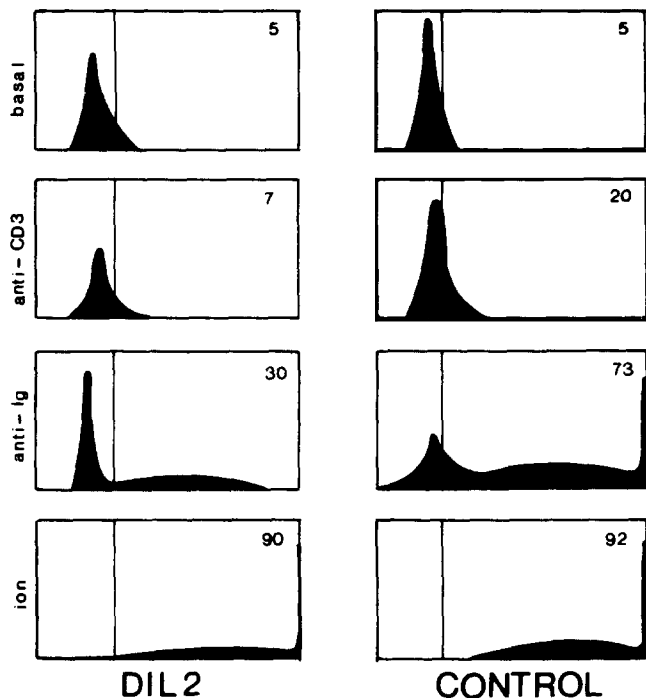 basal
5
5
anti-CD3
7
20
anti-Ig
30
73
ion
90
92
DIL2
CONTROL